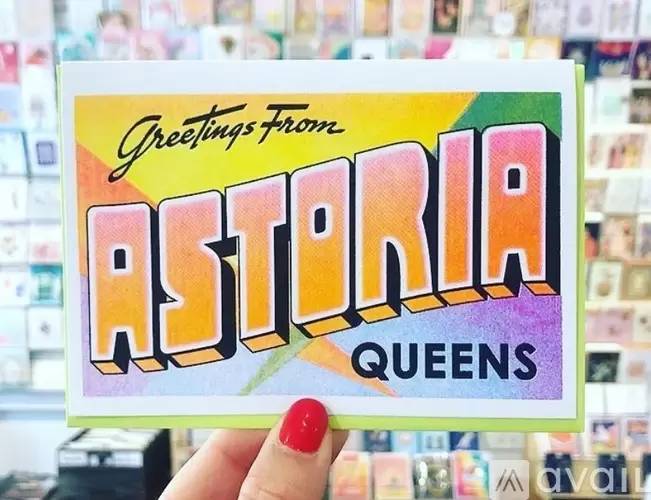 Greetings From
ASTORIA
QUEENS
avail